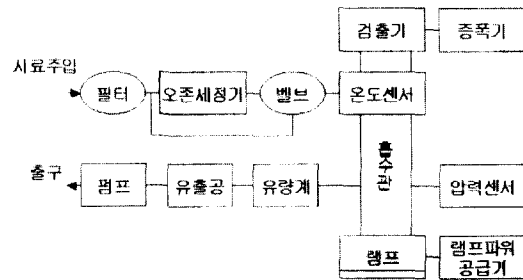 검출기
증폭기
시료주입
필터
오존세정기
벨브
온도센서
흡수관
출구
펌프
유출공
유량계
압력센서
램프
램프파워
공급기